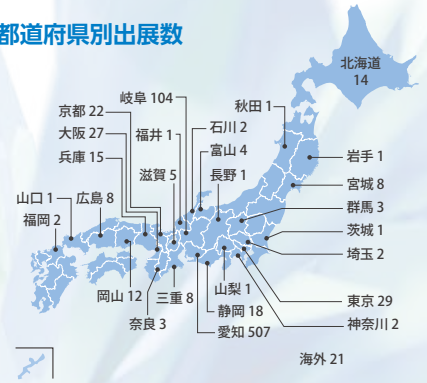 都道府県別出展数
北海道
14
岐阜 104
秋田 1
京都 22
石川 2
大阪 27
福井 1
富山 4
岩手 1
兵庫 15
滋賀 5
長野 1
宮城 8
山口 1
広島 8
群馬 3
福岡 2
茨城 1
埼玉 2
岡山 12
三重 8
山梨 1
東京 29
静岡 18
神奈川 2
奈良 3
愛知 507
海外 21